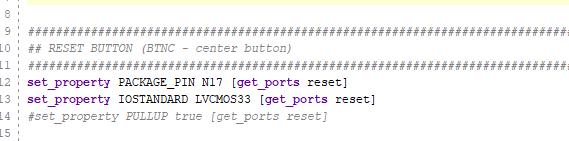 8
9 ################################################################################
10 ## RESET BUTTON (BTNC - center button)
11 ################################################################################
12 set_property PACKAGE_PIN N17 [get_ports reset]
13 set_property IOSTANDARD LVCMOS33 [get_ports reset]
14 #set_property PULLUP true [get_ports reset]
15